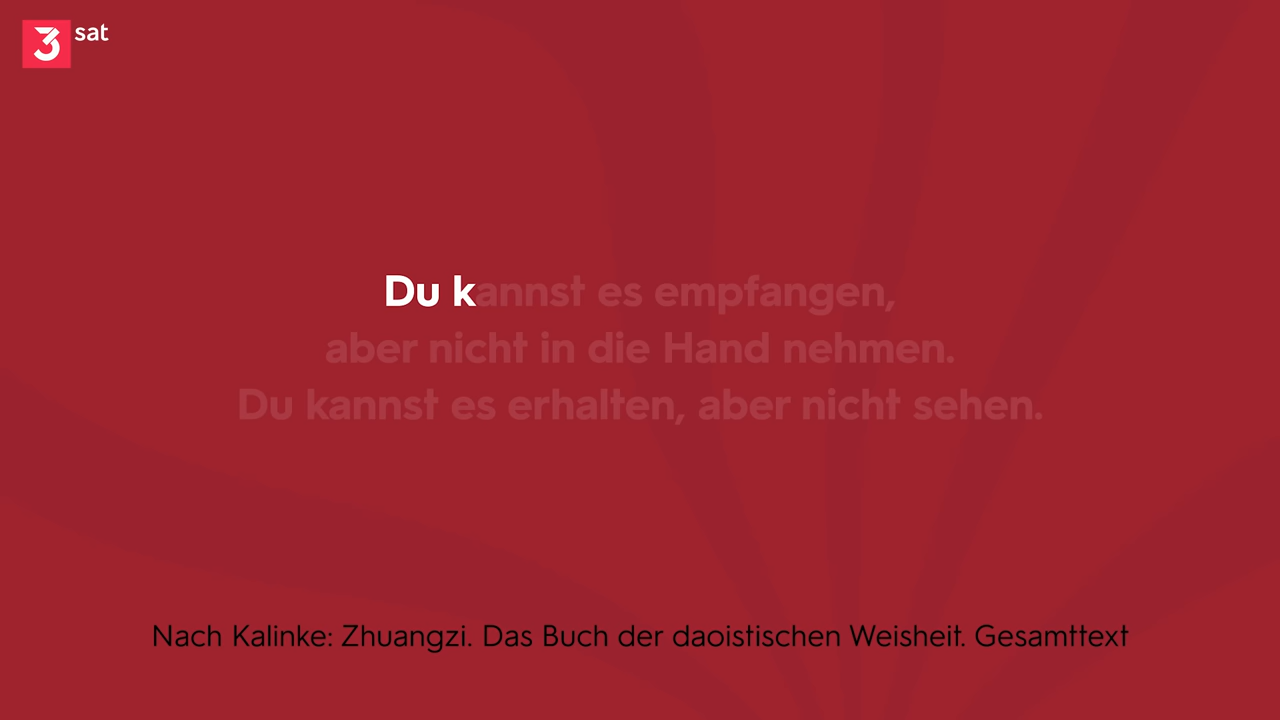 3sat
Du kannst es empfangen,
aber nicht in die Hand nehmen.
Du kannst es erhalten, aber nicht sehen.
Nach Kalinke: Zhuangzi. Das Buch der daoistischen Weisheit. Gesamttext